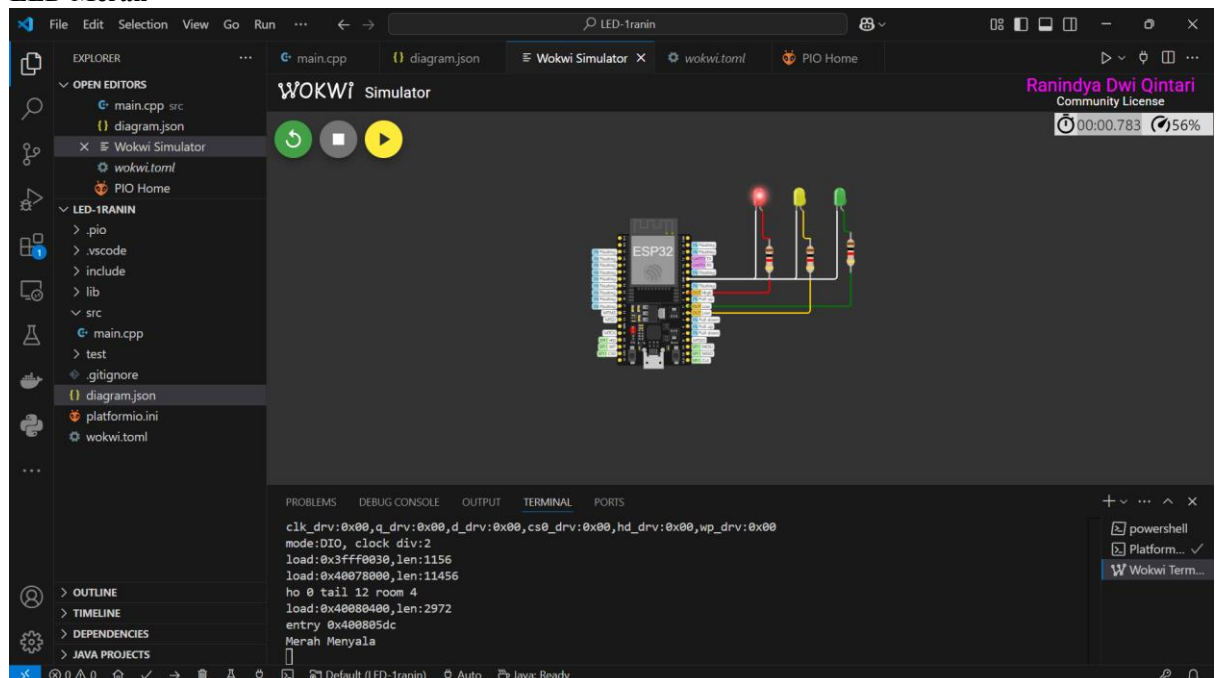 LED Merah
File Edit Selection View Go Run ... LED-1ranin
EXPLORER
OPEN EDITORS
main.cpp src
diagram.json
Wokwi Simulator
wokwi.toml
PIO Home
LED-1RANIN
.pio
.vscode
include
lib
src
main.cpp
test
.gitignore
diagram.json
platformio.ini
wokwi.toml
OUTLINE
TIMELINE
DEPENDENCIES
JAVA PROJECTS
main.cpp diagram.json Wokwi Simulator wokwi.toml PIO Home
WOKWI Simulator
Ranindya Dwi Qintari
Community License
00:00.783 56%
ESP32
PROBLEMS DEBUG CONSOLE OUTPUT TERMINAL PORTS
clk_drv:0x00,q_drv:0x00,d_drv:0x00,cs0_drv:0x00,hd_drv:0x00,wp_drv:0x00
mode:DIO, clock div:2
load:0x3fff0030,len:1156
load:0x40078000,len:11456
ho 0 tail 12 room 4
load:0x40080400,len:2972
entry 0x400805dc
Merah Menyala
powershell
Platform...
Wokwi Term...
0 0 Default (LED-1ranin) Auto Java: Ready